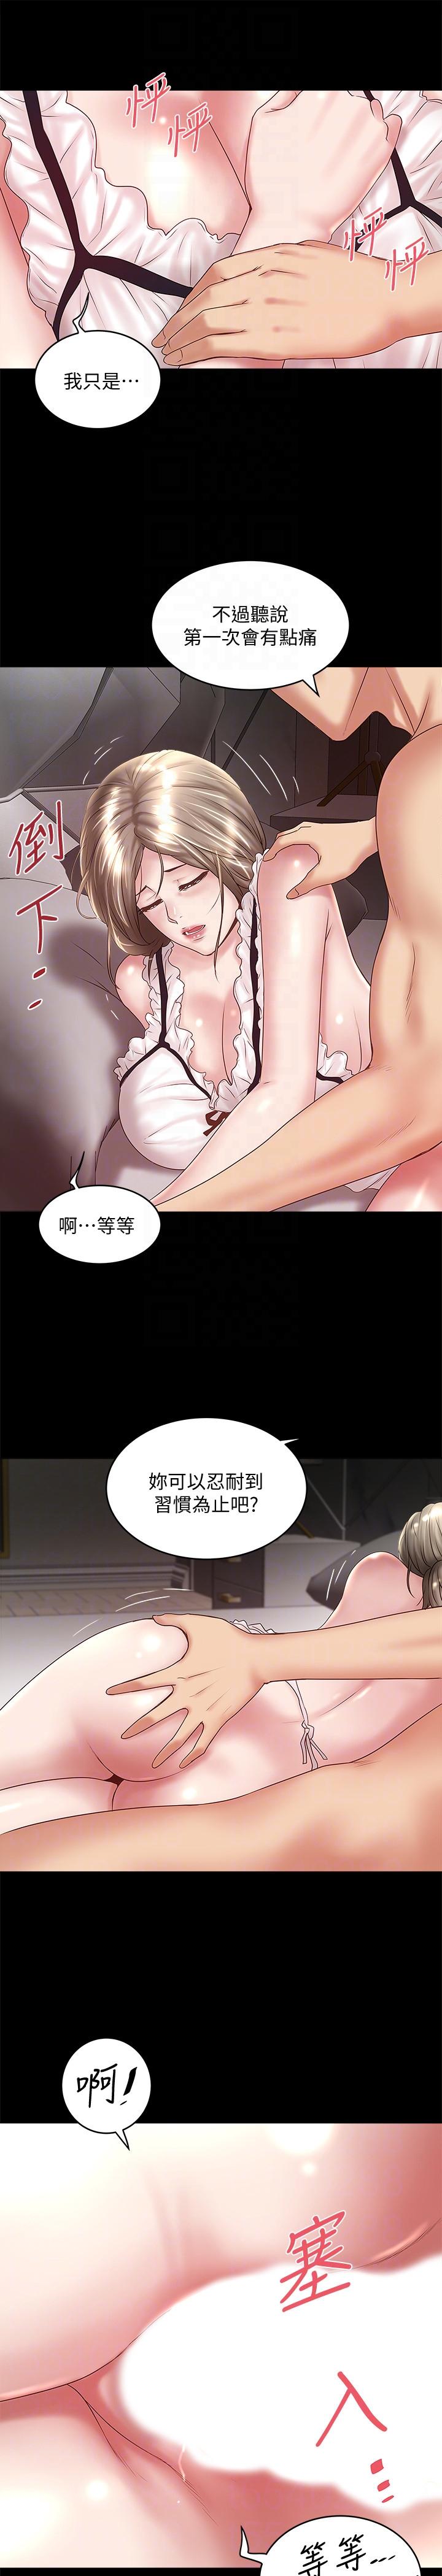 怦
怦
怦
怦
我只是…
不過聽說
第一次會有點痛
倒
下
啊…等等
妳可以忍耐到
習慣為止吧?
啊!
塞
入
等等…